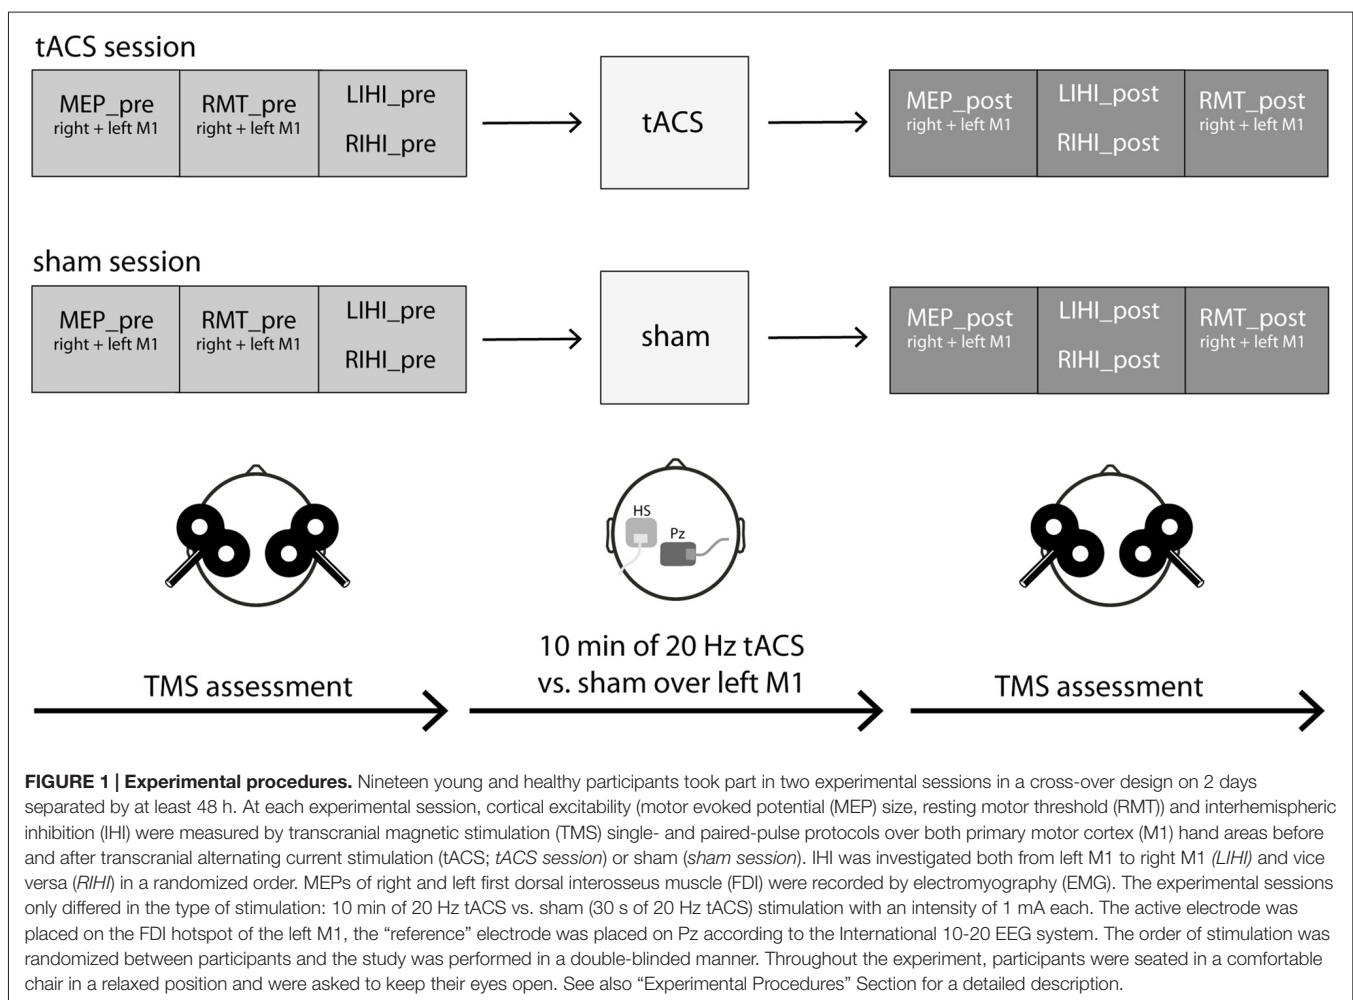 tACS session
MEP_pre
right + left M1
RMT_pre
right + left M1
LIHI_pre
RIHI_pre
tACS
MEP_post
right + left M1
LIHI_post
RIHI_post
RMT_post
right + left M1
sham session
MEP_pre
right + left M1
RMT_pre
right + left M1
LIHI_pre
RIHI_pre
sham
MEP_post
right + left M1
LIHI_post
RIHI_post
RMT_post
right + left M1
HS
Pz
TMS assessment
10 min of 20 Hz tACS
vs. sham over left M1
TMS assessment
FIGURE 1 | Experimental procedures. Nineteen young and healthy participants took part in two experimental sessions in a cross-over design on 2 days
separated by at least 48 h. At each experimental session, cortical excitability (motor evoked potential (MEP) size, resting motor threshold (RMT)) and interhemispheric
inhibition (IHI) were measured by transcranial magnetic stimulation (TMS) single- and paired-pulse protocols over both primary motor cortex (M1) hand areas before
and after transcranial alternating current stimulation (tACS; tACS session) or sham (sham session). IHI was investigated both from left M1 to right M1 (LIHI) and vice
versa (RIHI) in a randomized order. MEPs of right and left first dorsal interosseus muscle (FDI) were recorded by electromyography (EMG). The experimental sessions
only differed in the type of stimulation: 10 min of 20 Hz tACS vs. sham (30 s of 20 Hz tACS) stimulation with an intensity of 1 mA each. The active electrode was
placed on the FDI hotspot of the left M1, the “reference” electrode was placed on Pz according to the International 10-20 EEG system. The order of stimulation was
randomized between participants and the study was performed in a double-blinded manner. Throughout the experiment, participants were seated in a comfortable
chair in a relaxed position and were asked to keep their eyes open. See also “Experimental Procedures” Section for a detailed description.